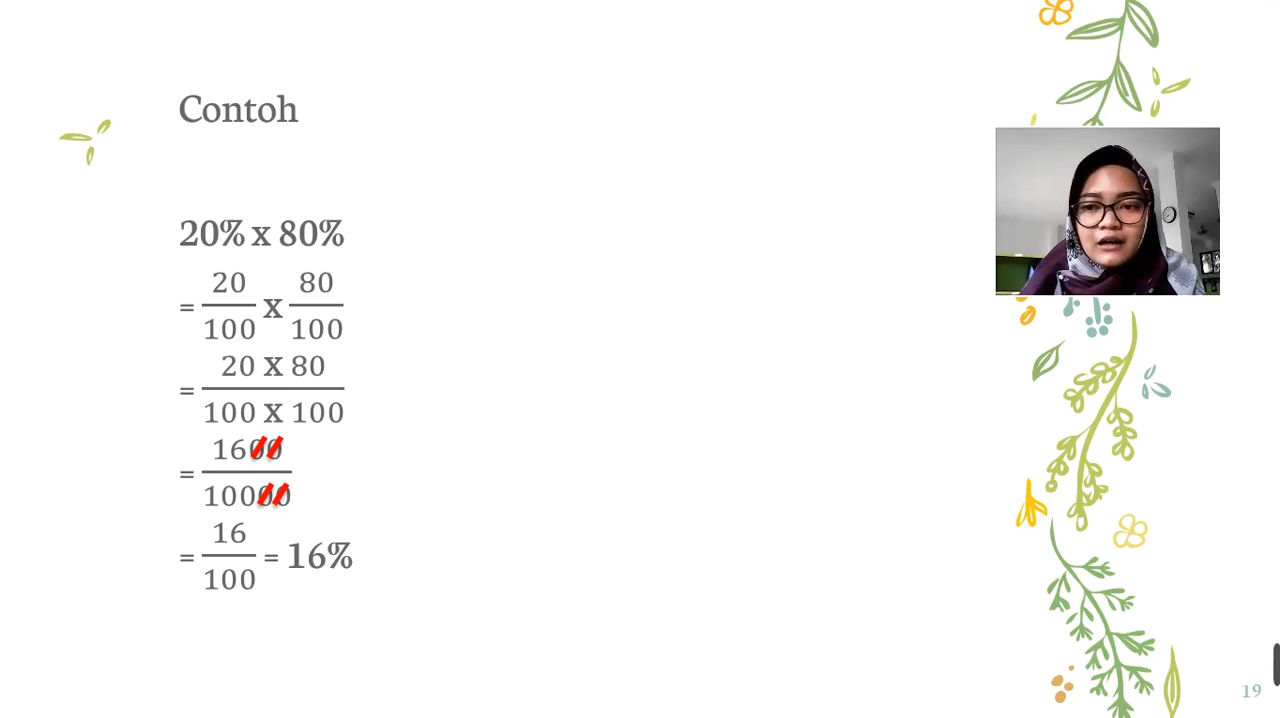 Contoh
20% x 80%
= 20/100 x 80/100
= 20 x 80/100 x 100
= 1600/10000
= 16/100 = 16%
19